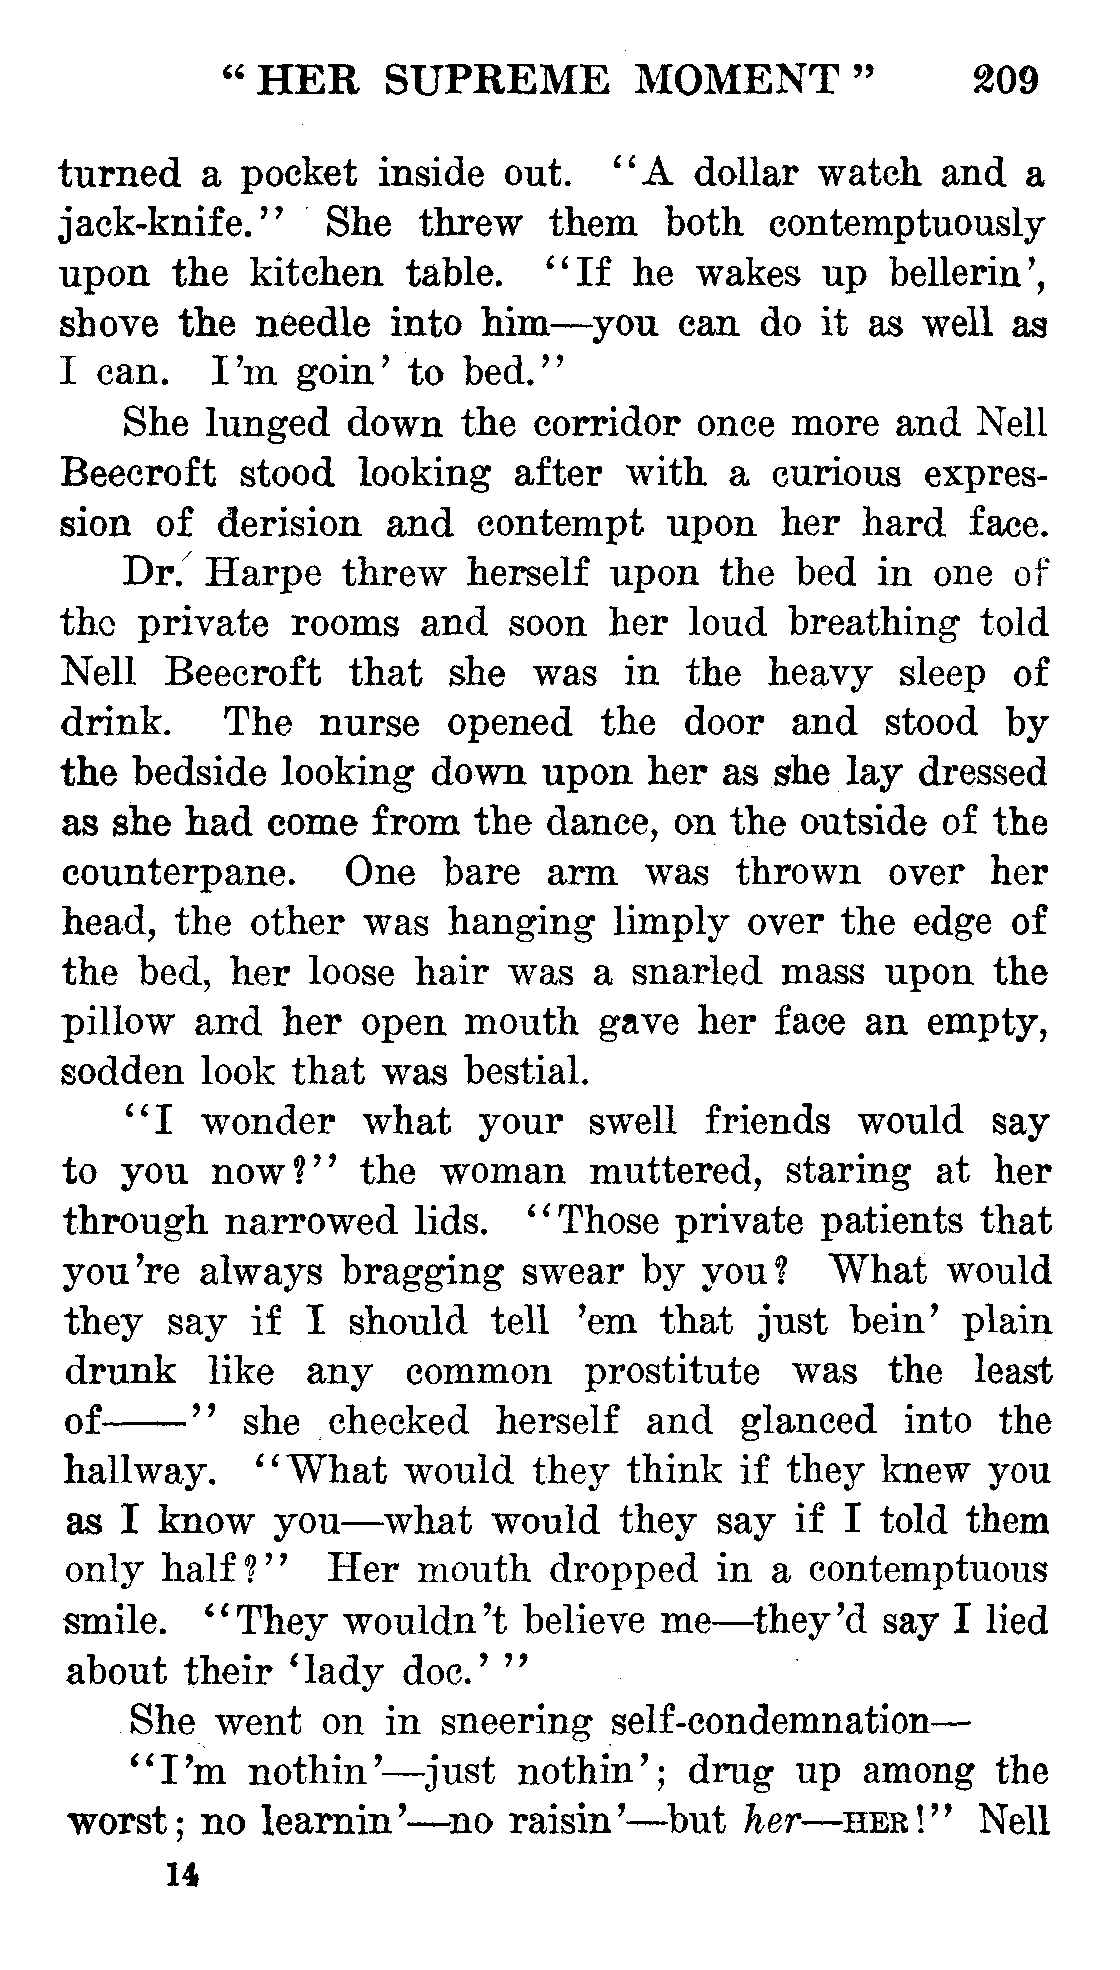 “ HER SUPREME MOMENT ” 209
turned a pocket inside out. “A dollar watch and a
jack-knife.” She threw them both contemptuously
upon the kitchen table. “If he wakes up bellerin’,
shove the needle into him—you can do it as well as
I can. I’m goin’ to bed.”
She lunged down the corridor once more and Nell
Beecroft stood looking after with a curious expres-
sion of derision and contempt upon her hard face.
Dr. Harpe threw herself upon the bed in one of
the private rooms and soon her loud breathing told
Nell Beecroft that she was in the heavy sleep of
drink. The nurse opened the door and stood by
the bedside looking down upon her as she lay dressed
as she had come from the dance, on the outside of the
counterpane. One bare arm was thrown over her
head, the other was hanging limply over the edge of
the bed, her loose hair was a snarled mass upon the
pillow and her open mouth gave her face an empty,
sodden look that was bestial.
“I wonder what your swell friends would say
to you now?” the woman muttered, staring at her
through narrowed lids. “Those private patients that
you’re always bragging swear by you? What would
they say if I should tell ’em that just bein’ plain
drunk like any common prostitute was the least
of——” she checked herself and glanced into the
hallway. “What would they think if they knew you
as I know you—what would they say if I told them
only half?” Her mouth dropped in a contemptuous
smile. “They wouldn’t believe me—they’d say I lied
about their ‘lady doc.’ ”
She went on in sneering self-condemnation—
“I’m nothin’—just nothin’; drug up among the
worst; no learnin’—no raisin’—but her—HER!” Nell
14